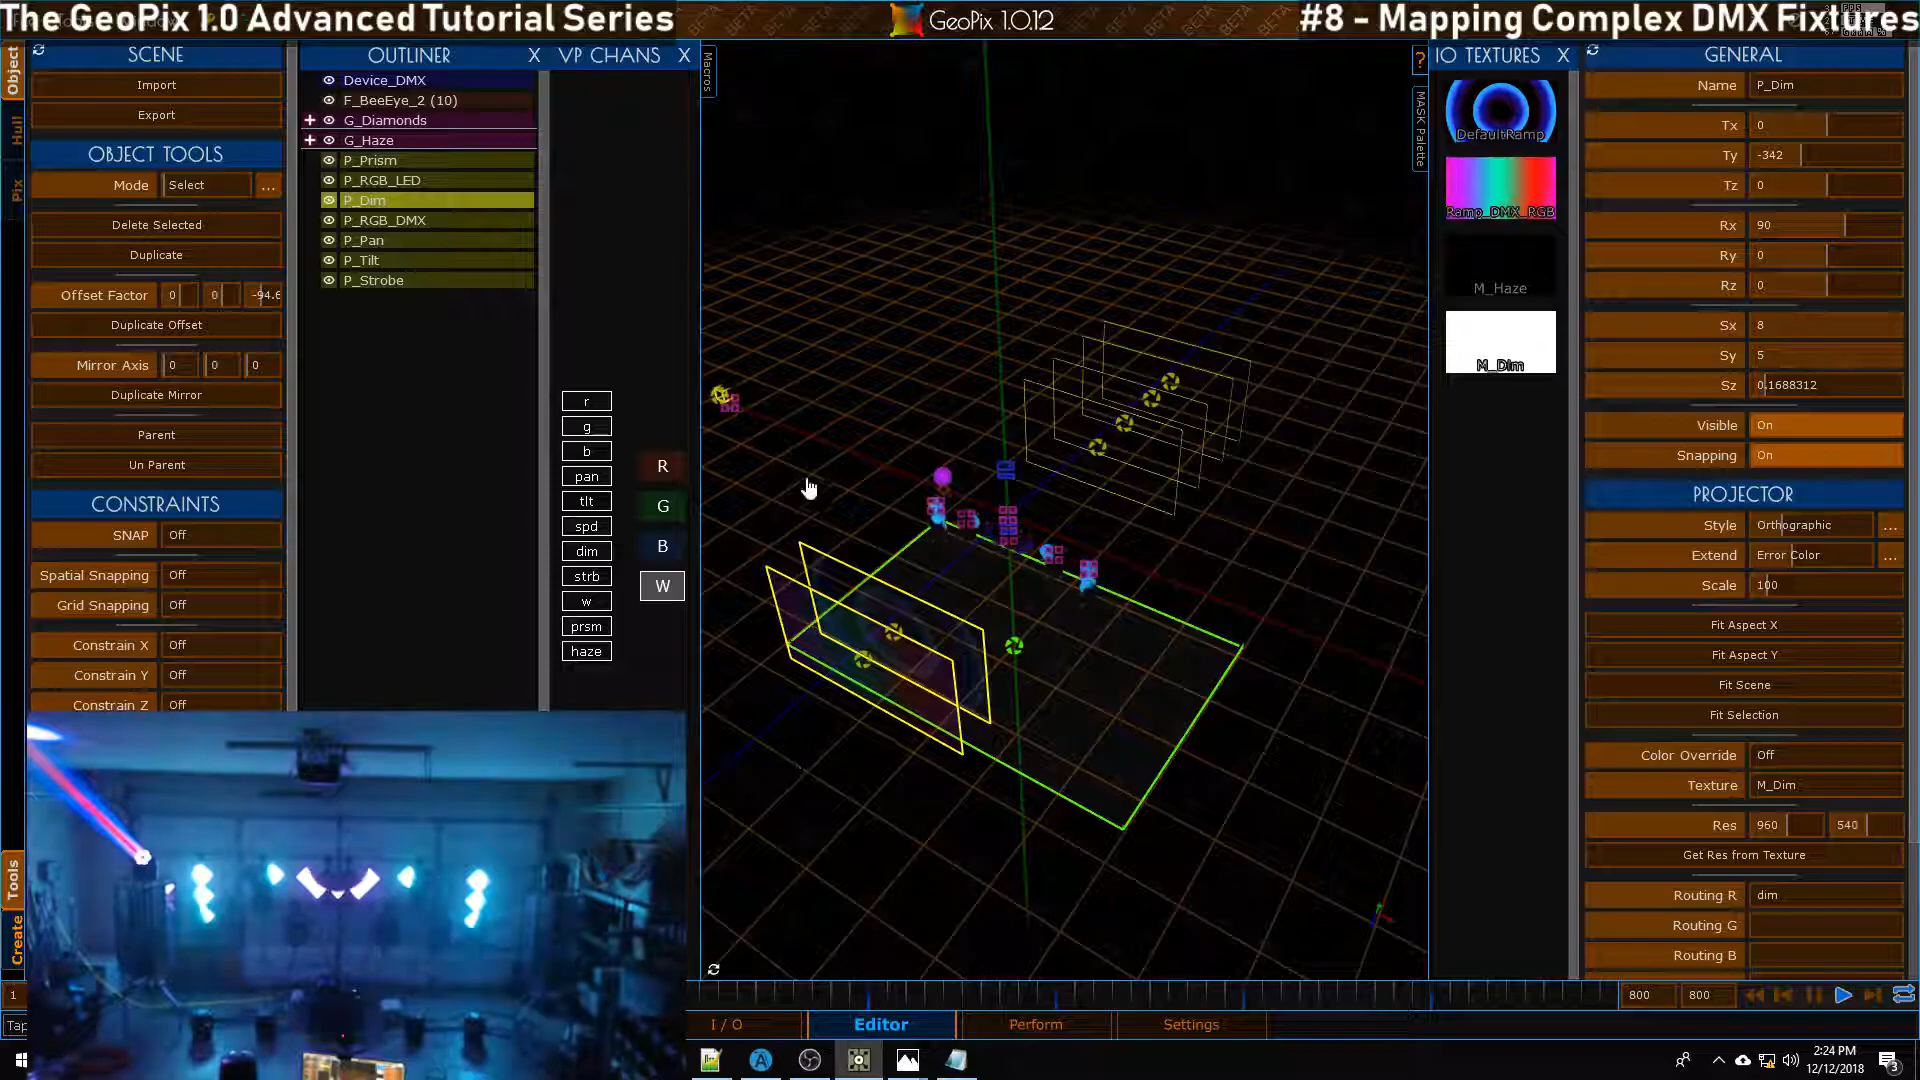 The GeoPix 1.0 Advanced Tutorial Series
GeoPix 1.0.12
#8 - Mapping Complex DMX Fixtures
Object
Hull
Pix
Tools
Create
SCENE
Import
Export
OBJECT TOOLS
Mode Select ...
Delete Selected
Duplicate
Offset Factor 0 0 -94.6
Duplicate Offset
Mirror Axis 0 0 0
Duplicate Mirror
Parent
Un Parent
CONSTRAINTS
SNAP Off
Spatial Snapping Off
Grid Snapping Off
Constrain X Off
Constrain Y Off
Constrain Z Off
1
Tap
OUTLINER X
Device_DMX
F_BeeEye_2 (10)
+ G_Diamonds
+ G_Haze
P_Prism
P_RGB_LED
P_Dim
P_RGB_DMX
P_Pan
P_Tilt
P_Strobe
VP CHANS X
r
g
b
pan
tlt
spd
dim
strb
w
prsm
haze
R
G
B
W
Macros
?
MASK Palette
IO TEXTURES X
DefaultRamp
Ramp_DMX_RGB
M_Haze
M_Dim
GENERAL
Name P_Dim
Tx 0
Ty -342
Tz 0
Rx 90
Ry 0
Rz 0
Sx 8
Sy 5
Sz 0.1688312
Visible On
Snapping On
PROJECTOR
Style Orthographic ...
Extend Error Color ...
Scale 100
Fit Aspect X
Fit Aspect Y
Fit Scene
Fit Selection
Color Override Off
Texture M_Dim
Res 960 540
Get Res from Texture
Routing R dim
Routing G
Routing B
800 800
I / O
Editor
Perform
Settings
2:24 PM
12/12/2018
3